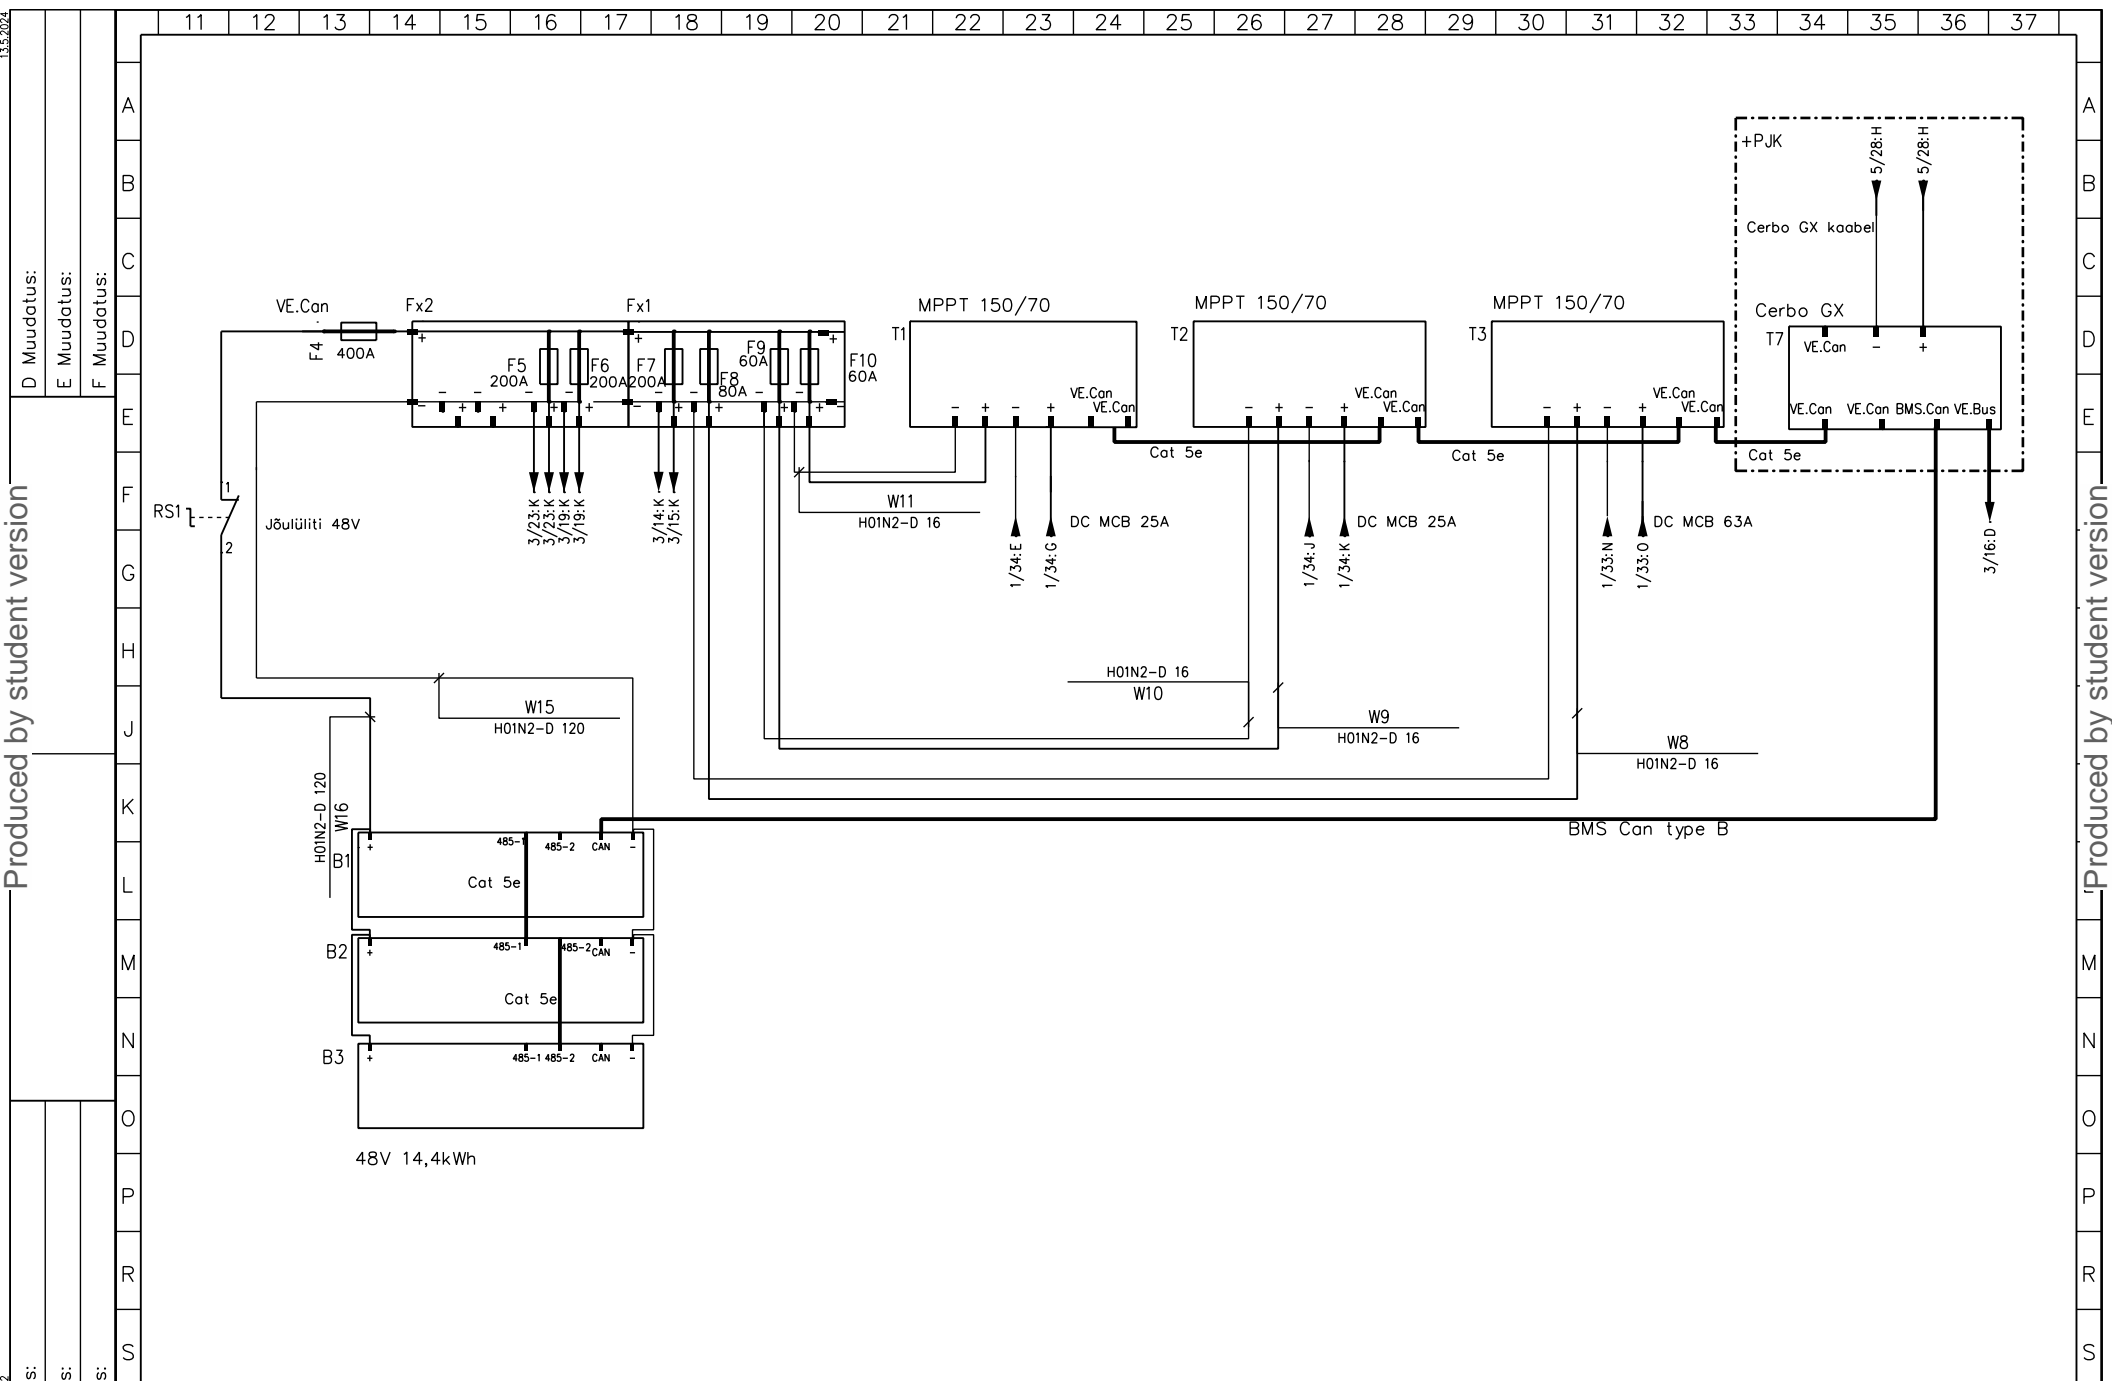 13.5.2024
11 12 13 14 15 16 17 18 19 20 21 22 23 24 25 26 27 28 29 30 31 32 33 34 35 36 37
A A
B B
C C
D D
E E
F F
G G
H H
J J
K K
L L
M M
N N
O O
P P
R R
S S
D Muudatus:
E Muudatus:
F Muudatus:
Produced by student version
Produced by student version
+PJK
5/28:H
5/28:H
Cerbo GX kaabel
Cerbo GX
T7
VE.Can - +
VE.Can VE.Can BMS.Can VE.Bus
3/16:D
VE.Can
F4
400A
Fx2
Fx1
F5
200A
F6
200A
F7
200A
F8
80A
F9
60A
F10
60A
+ + +
- - + - + - - + - - + - - + - + -
3/23:K
3/23:K
3/19:K
3/19:K
3/14:K
3/15:K
MPPT 150/70
T1
VE.Can
- + - + VE.Can
MPPT 150/70
T2
VE.Can
- + - + VE.Can
MPPT 150/70
T3
VE.Can
- + - + VE.Can
Cat 5e
Cat 5e
Cat 5e
W11
H01N2-D 16
DC MCB 25A
1/34:E
1/34:G
DC MCB 25A
1/34:J
1/34:K
DC MCB 63A
1/33:N
1/33:O
RS1
1
2
Jõulüliti 48V
H01N2-D 16
W10
W9
H01N2-D 16
W8
H01N2-D 16
W15
H01N2-D 120
H01N2-D 120
W16
BMS Can type B
B1
+ 485-1 485-2 CAN -
Cat 5e
B2
+ 485-1 485-2 CAN -
Cat 5e
B3
+ 485-1 485-2 CAN -
48V 14,4kWh
s:
s:
s:
2